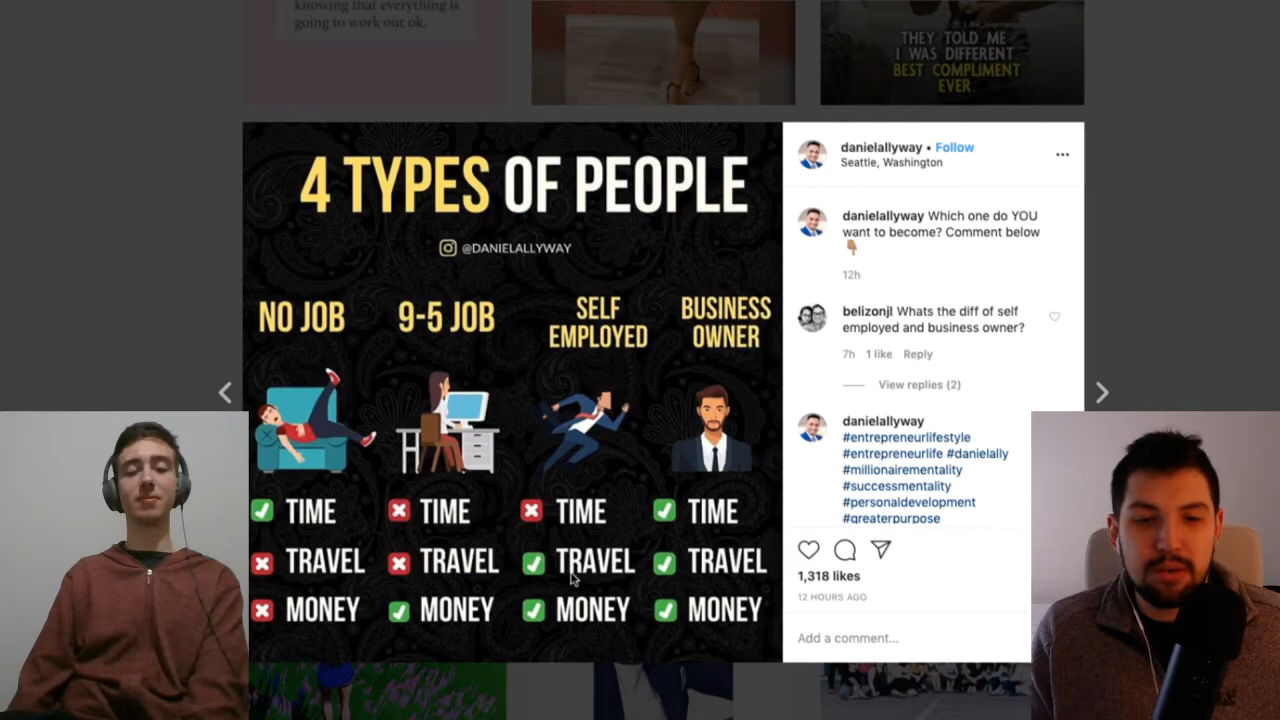 knowing that everything is
going to work out ok.
THEY TOLD ME
I WAS DIFFERENT.
BEST COMPLIMENT
EVER.
4 TYPES OF PEOPLE
@DANIELALLYWAY
NO JOB
9-5 JOB
SELF
EMPLOYED
BUSINESS
OWNER
TIME
TIME
TIME
TIME
TRAVEL
TRAVEL
TRAVEL
TRAVEL
MONEY
MONEY
MONEY
MONEY
danielallyway • Follow
Seattle, Washington
danielallyway Which one do YOU
want to become? Comment below
12h
belizonjl Whats the diff of self
employed and business owner?
7h 1 like Reply
View replies (2)
danielallyway
#entrepreneurlifestyle
#entrepreneurlife #danielally
#millionairementality
#successmentality
#personaldevelopment
#greaterpurpose
1,318 likes
12 HOURS AGO
Add a comment...